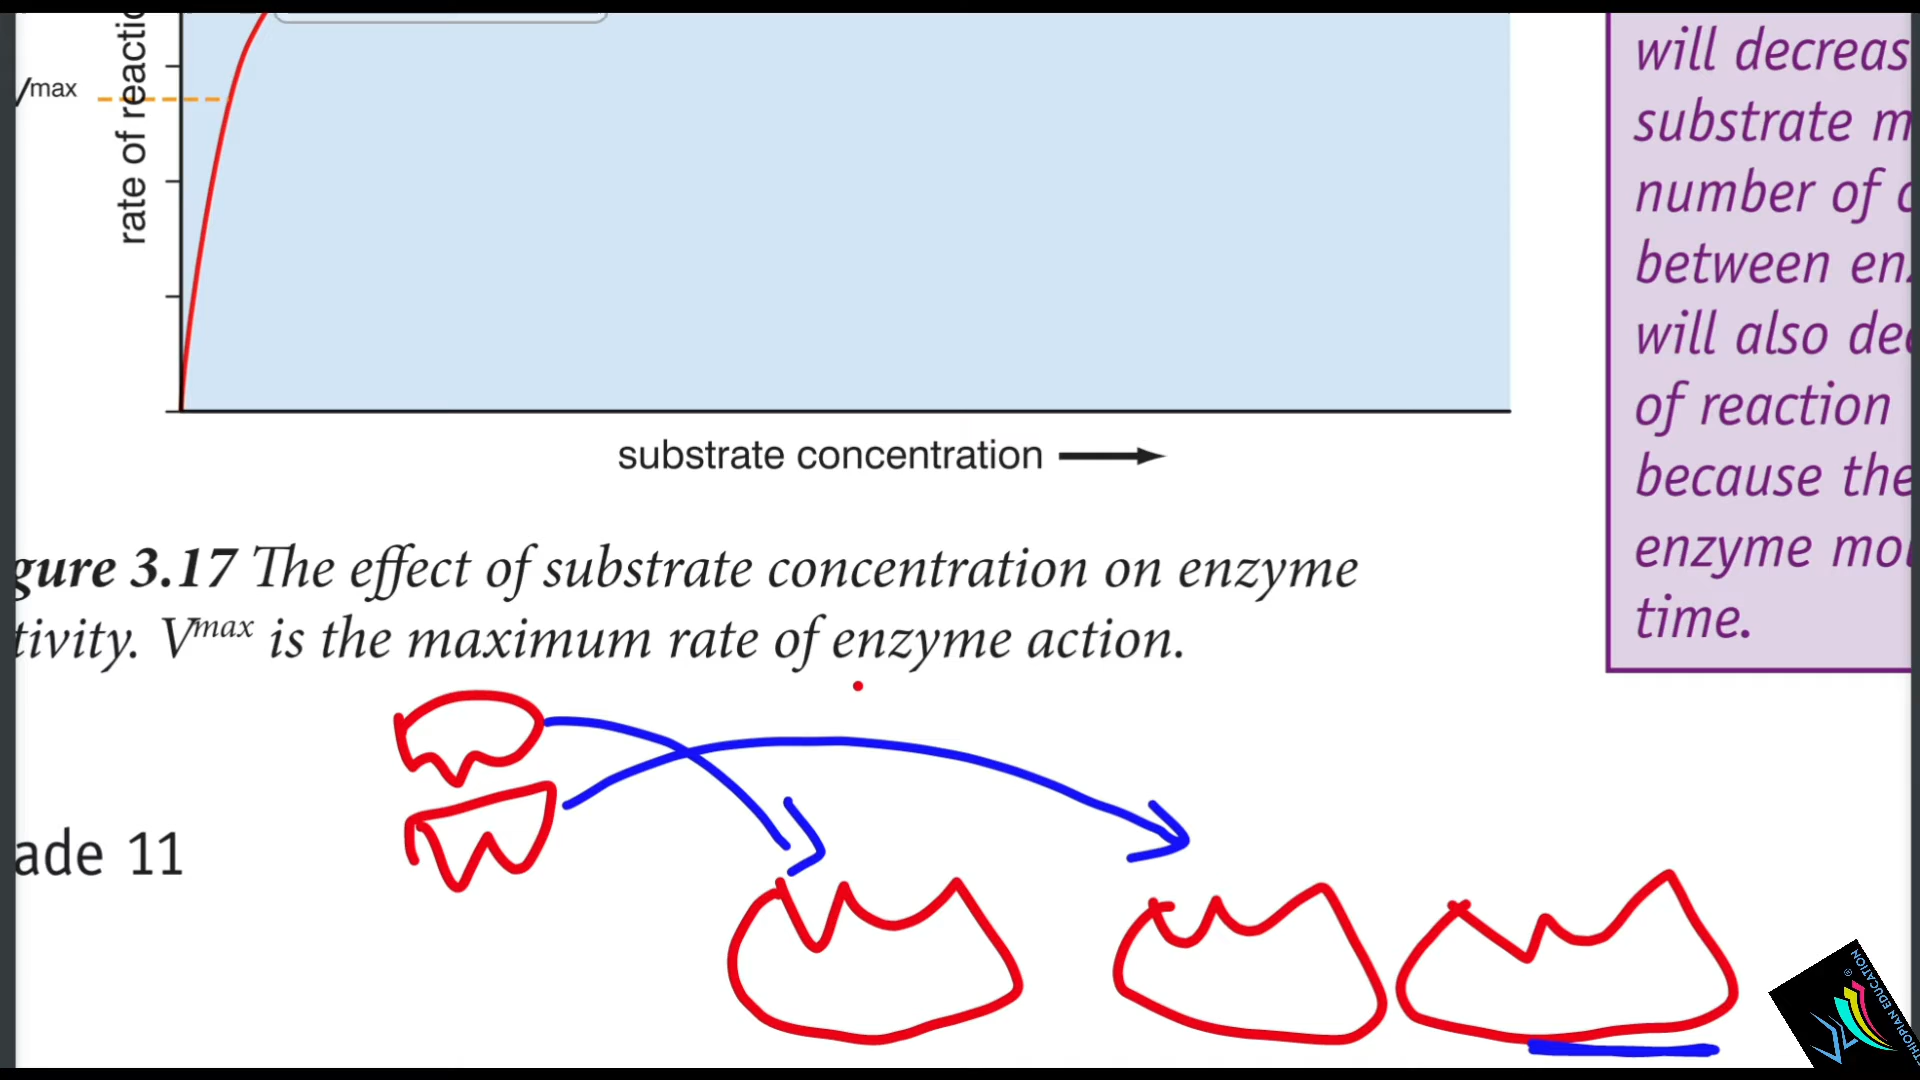 rate of reactio
Vmax
substrate concentration
gure 3.17 The effect of substrate concentration on enzyme
tivity. Vmax is the maximum rate of enzyme action.
ade 11
will decreas
substrate m
number of
between en
will also de
of reaction
because the
enzyme mo
time.
THIOPIAN EDUCATION